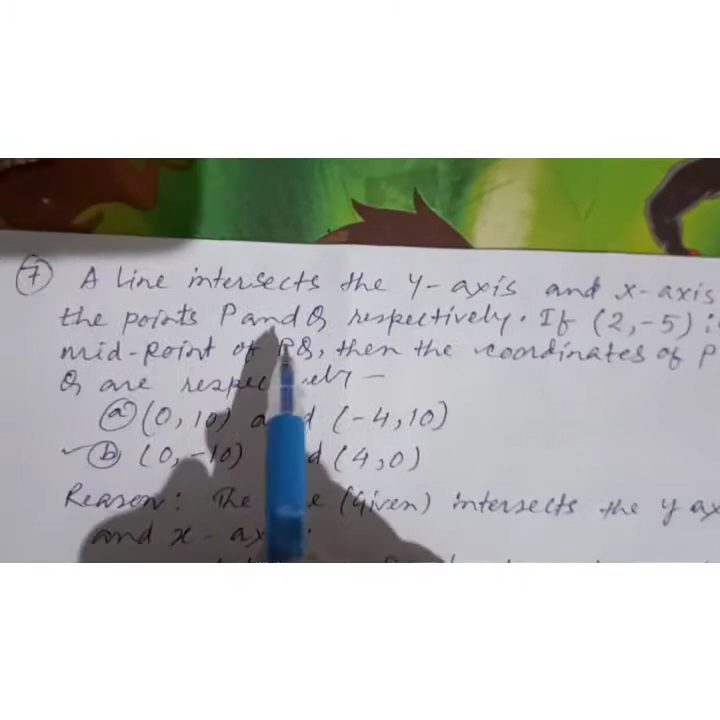 7 A line intersects the y-axis and x-axis
the points P and Q respectively. If (2,-5) i
mid-point of PQ, then the coordinates of P
Q are respec ely —
(a) (0, 10) a d (-4, 10)
✓ (b) (0, -10) d (4, 0)
Reason: The e (Given) intersects the y ax
and x-ax